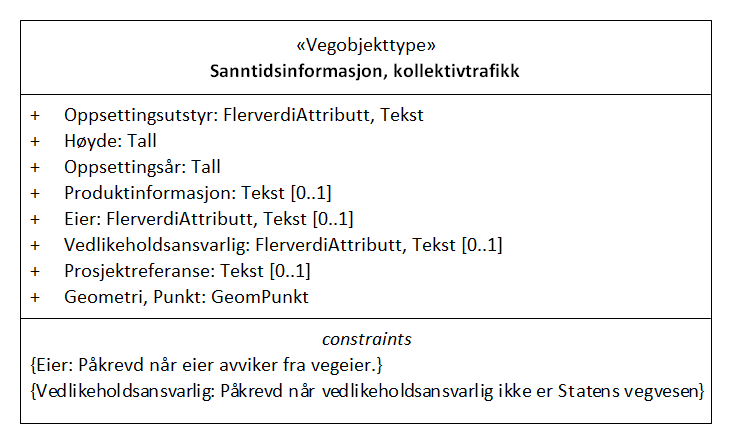 «Vegobjekttype»
Sanntidsinformasjon, kollektivtrafikk
+ Oppsettingsutstyr: FlerverdiAttributt, Tekst
+ Høyde: Tall
+ Oppsettingsår: Tall
+ Produktinformasjon: Tekst [0..1]
+ Eier: FlerverdiAttributt, Tekst [0..1]
+ Vedlikeholdsansvarlig: FlerverdiAttributt, Tekst [0..1]
+ Prosjektreferanse: Tekst [0..1]
+ Geometri, Punkt: GeomPunkt
constraints
{Eier: Påkrevd når eier avviker fra vegeier.}
{Vedlikeholdsansvarlig: Påkrevd når vedlikeholdsansvarlig ikke er Statens vegvesen}